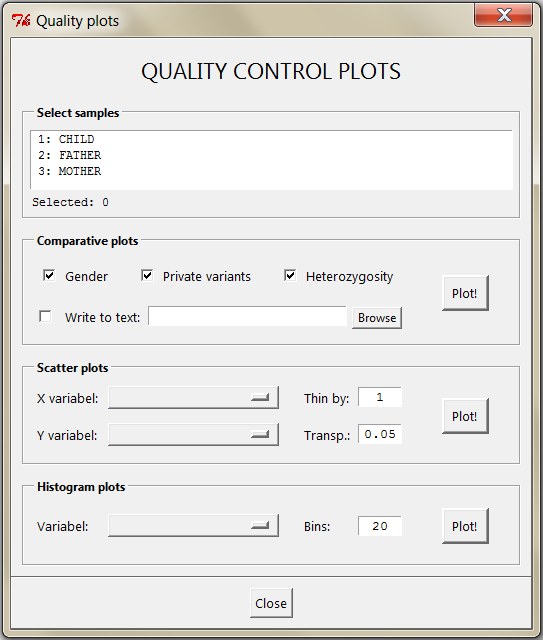 Quality plots
QUALITY CONTROL PLOTS
Select samples
1: CHILD
2: FATHER
3: MOTHER
Selected: 0
Comparative plots
Gender Private variants Heterozygosity
Plot!
Write to text: Browse
Scatter plots
X variabel: Thin by: 1
Plot!
Y variabel: Transp.: 0.05
Histogram plots
Variabel: Bins: 20 Plot!
Close